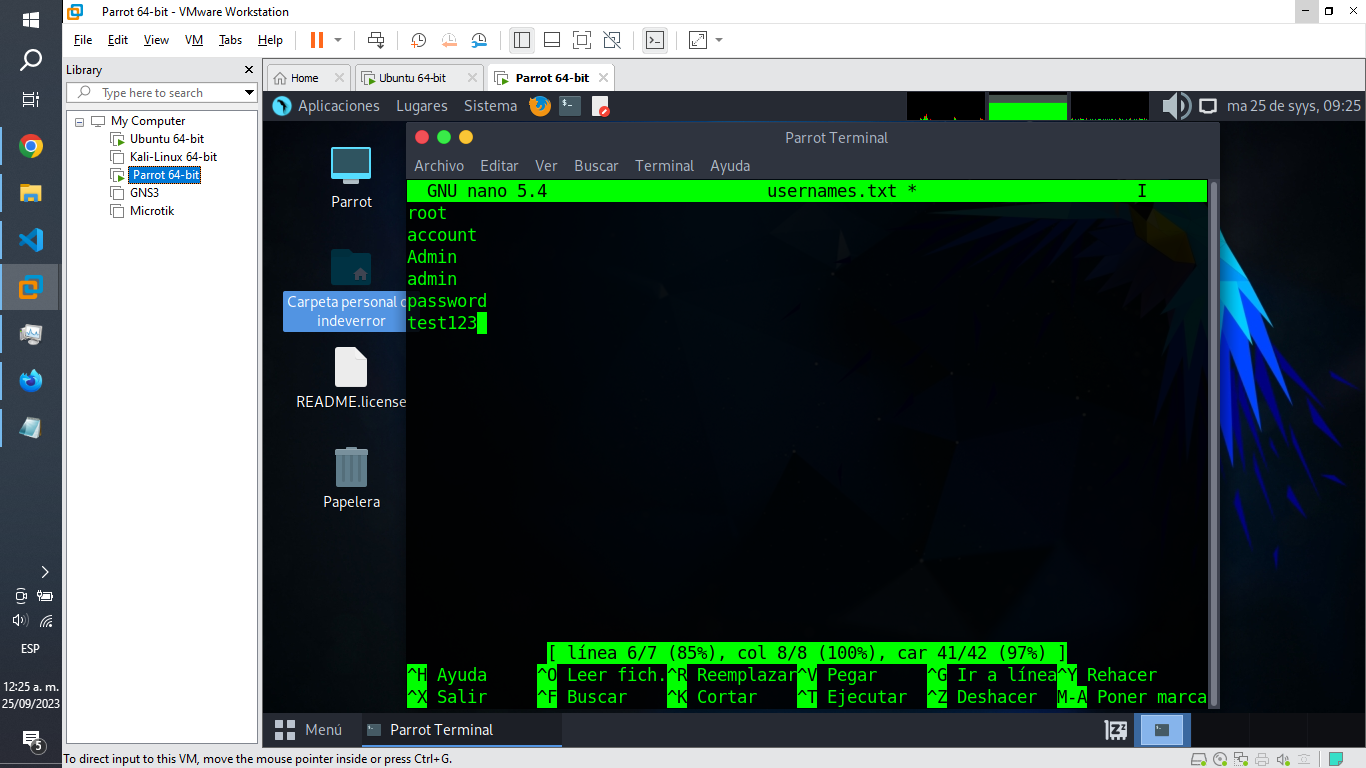 Parrot 64-bit - VMware Workstation
File Edit View VM Tabs Help
Library
Type here to search
My Computer
Ubuntu 64-bit
Kali-Linux 64-bit
Parrot 64-bit
GNS3
Microtik
Home Ubuntu 64-bit Parrot 64-bit
Aplicaciones Lugares Sistema ma 25 de syys, 09:25
Parrot
Carpeta personal
indeverror
README.license
Papelera
Parrot Terminal
Archivo Editar Ver Buscar Terminal Ayuda
GNU nano 5.4 usernames.txt *
root
account
Admin
admin
password
test123
[ línea 6/7 (85%), col 8/8 (100%), car 41/42 (97%) ]
^H Ayuda ^O Leer fich. ^R Reemplazar ^V Pegar ^G Ir a línea ^Y Rehacer
^X Salir ^F Buscar ^K Cortar ^T Ejecutar ^Z Deshacer M-A Poner marca
Menú Parrot Terminal
ESP
12:25 a. m.
25/09/2023
5
To direct input to this VM, move the mouse pointer inside or press Ctrl+G.